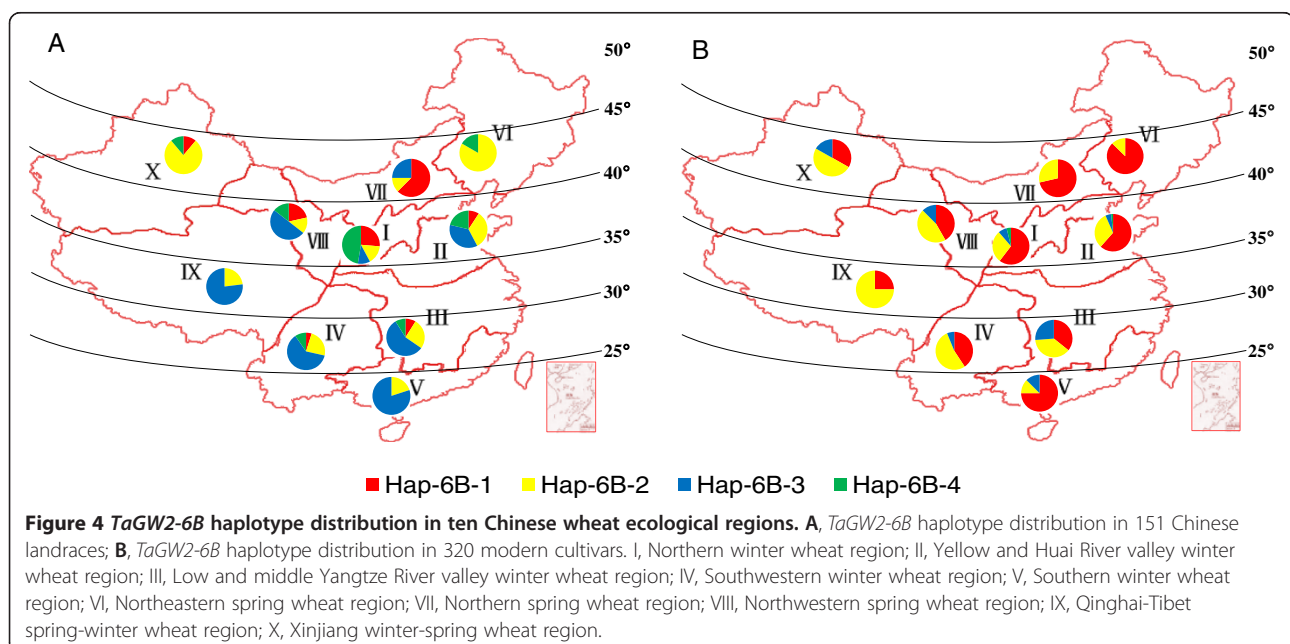 A
B
50°
45°
40°
35°
30°
25°
X
VI
VII
VIII
I
II
IX
IV
III
V
50°
45°
40°
35°
30°
25°
X
VI
VII
VIII
I
II
IX
IV
III
V
Hap-6B-1 Hap-6B-2 Hap-6B-3 Hap-6B-4
Figure 4 TaGW2-6B haplotype distribution in ten Chinese wheat ecological regions. A, TaGW2-6B haplotype distribution in 151 Chinese
landraces; B, TaGW2-6B haplotype distribution in 320 modern cultivars. I, Northern winter wheat region; II, Yellow and Huai River valley winter
wheat region; III, Low and middle Yangtze River valley winter wheat region; IV, Southwestern winter wheat region; V, Southern winter wheat
region; VI, Northeastern spring wheat region; VII, Northern spring wheat region; VIII, Northwestern spring wheat region; IX, Qinghai-Tibet
spring-winter wheat region; X, Xinjiang winter-spring wheat region.